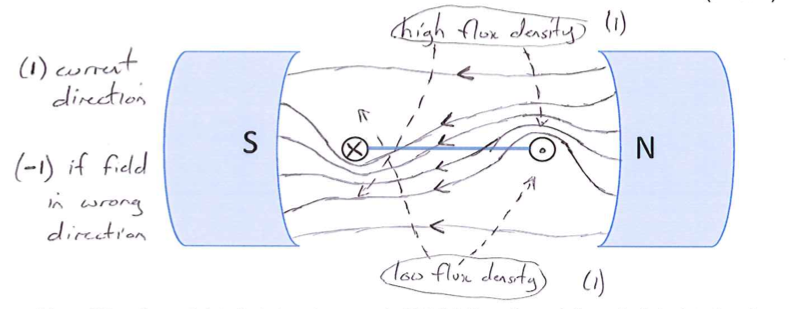 high flux density (1)
(1) current
direction
S
N
(-1) if field
in wrong
direction
low flux density (1)